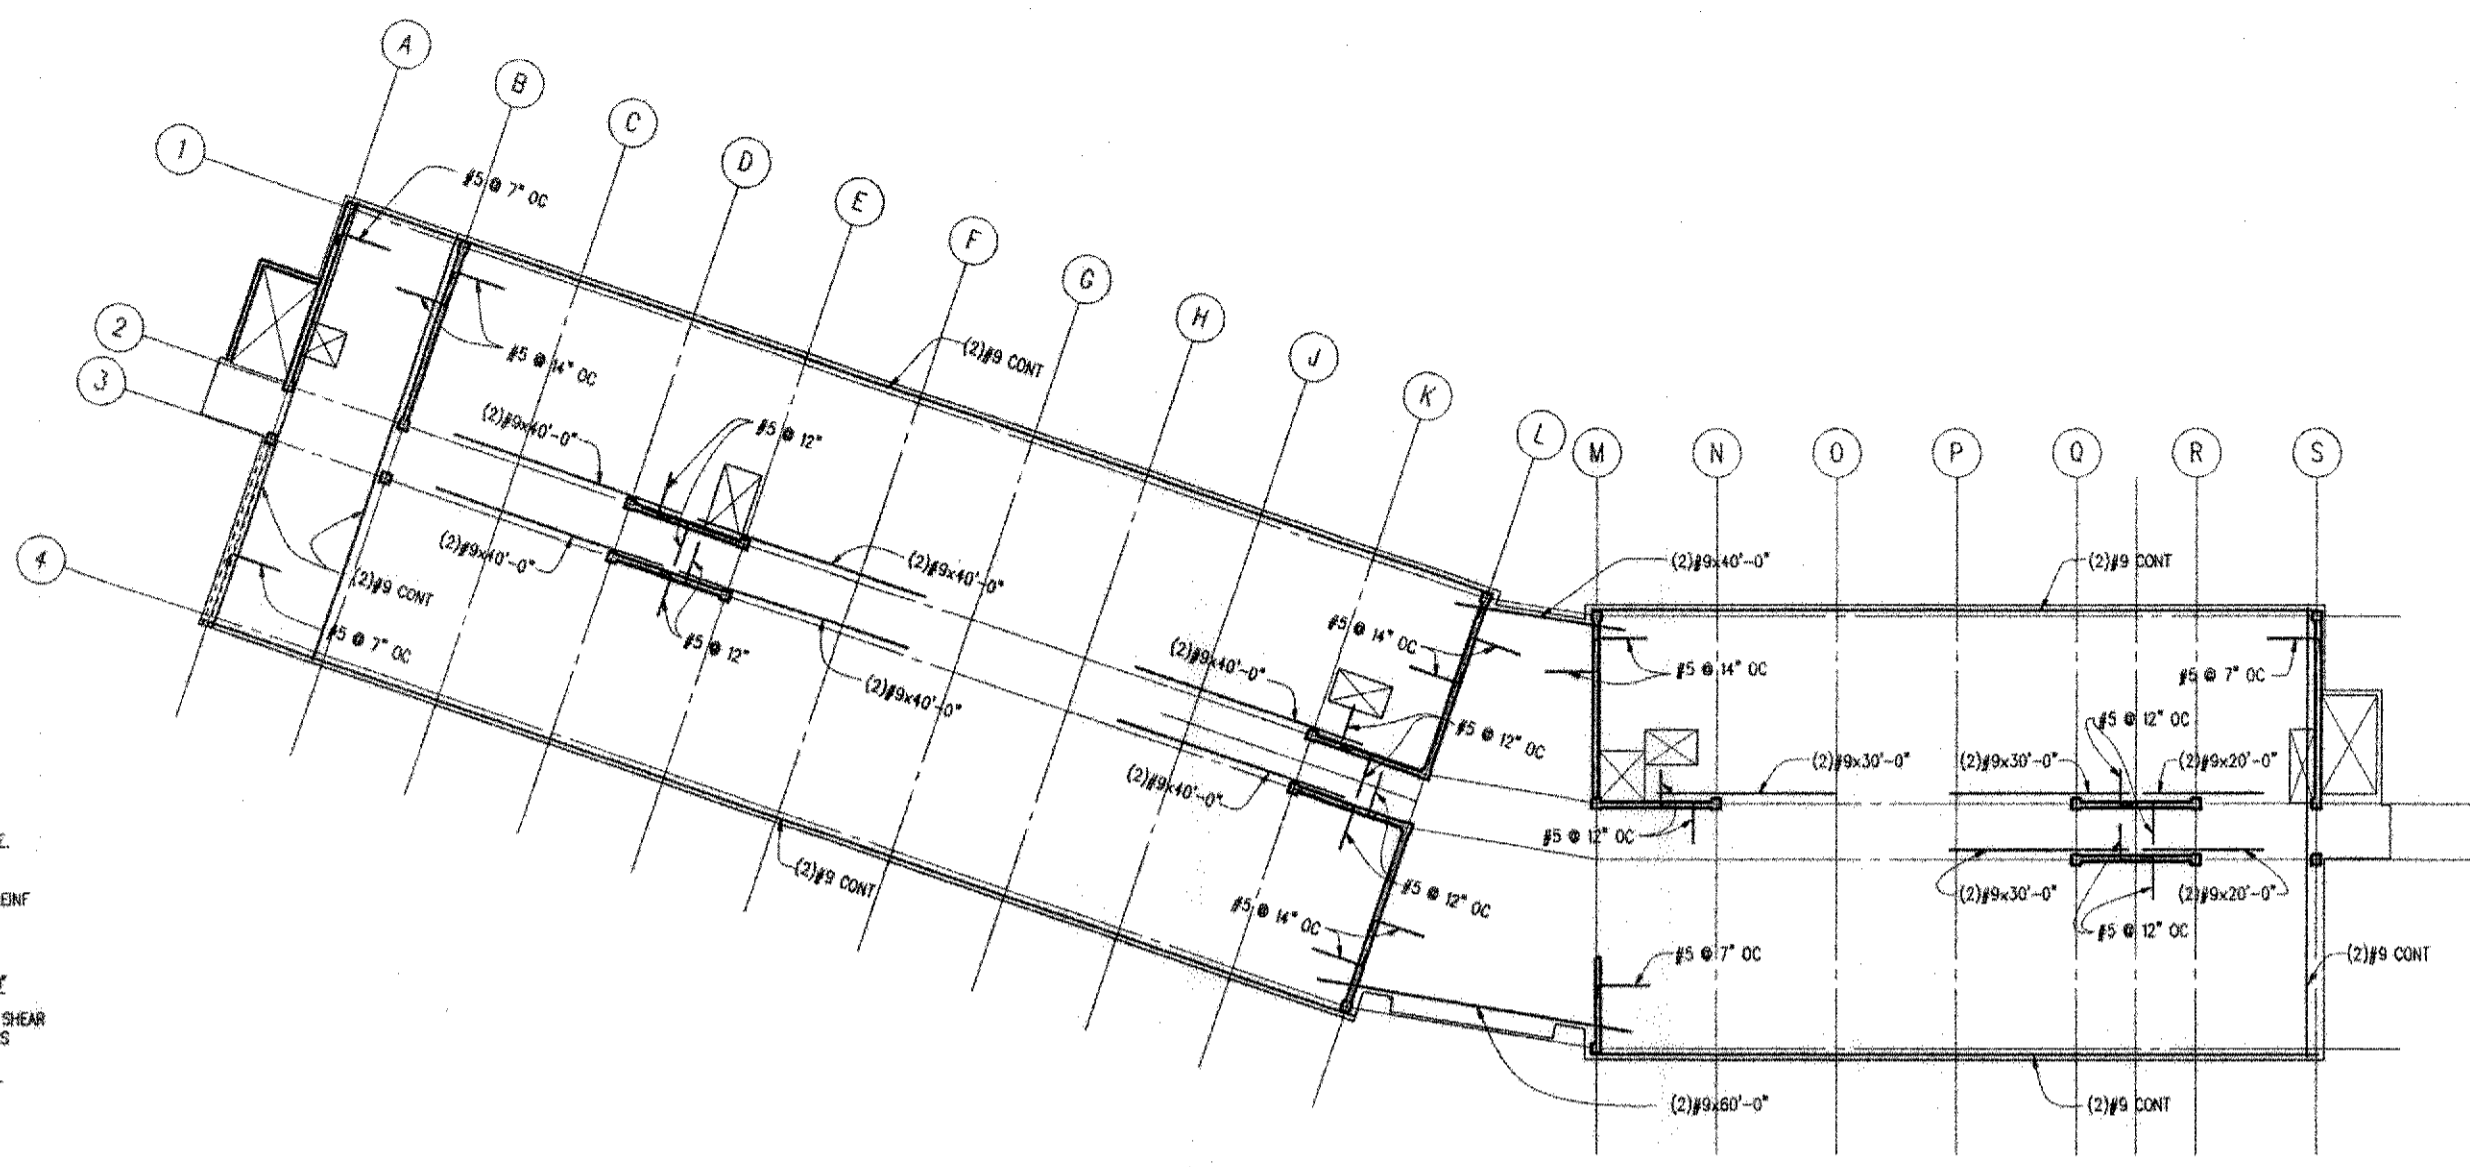 A
B
C
D
E
F
G
H
J
K
L
M
N
O
P
Q
R
S
1
2
3
4
#5 @ 7" OC
#5 @ 14" OC
(2)#9 CONT
(2)#9x40'-0"
#5 @ 12"
(2)#9x40'-0"
(2)#9x40'-0"
(2)#9 CONT
#5 @ 7" OC
#5 @ 12"
(2)#9x40'-0"
(2)#9x40'-0"
(2)#9 CONT
#5 @ 14" OC
(2)#9x40'-0"
#5 @ 12" OC
(2)#9x40'-0"
#5 @ 12" OC
#5 @ 14" OC
(2)#9 CONT
#5 @ 14" OC
#5 @ 7" OC
#5 @ 12" OC
(2)#9x30'-0"
(2)#9x30'-0"
(2)#9x20'-0"
#5 @ 12" OC
(2)#9x30'-0"
(2)#9x20'-0"
#5 @ 12" OC
#5 @ 7" OC
(2)#9 CONT
(2)#9x60'-0"
(2)#9 CONT
E.
EINF
SHEAR
S